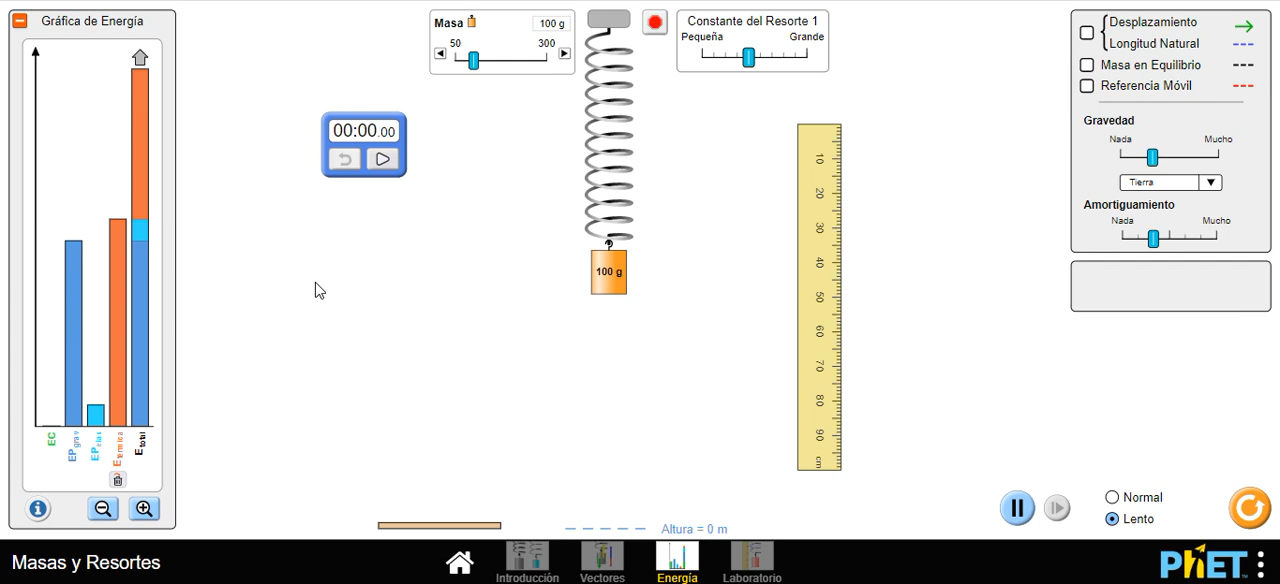 Gráfica de Energía
EC
EP grav
EP elas
E termica
E total
Masa
100 g
50
300
00:00.00
100 g
Constante del Resorte 1
Pequeña
Grande
10
20
30
40
50
60
70
80
90
cm
Desplazamiento
Longitud Natural
Masa en Equilibrio
Referencia Móvil
Gravedad
Nada
Mucho
Tierra
Amortiguamiento
Nada
Mucho
Normal
Lento
Altura = 0 m
Masas y Resortes
Introducción
Vectores
Energía
Laboratorio
PhET